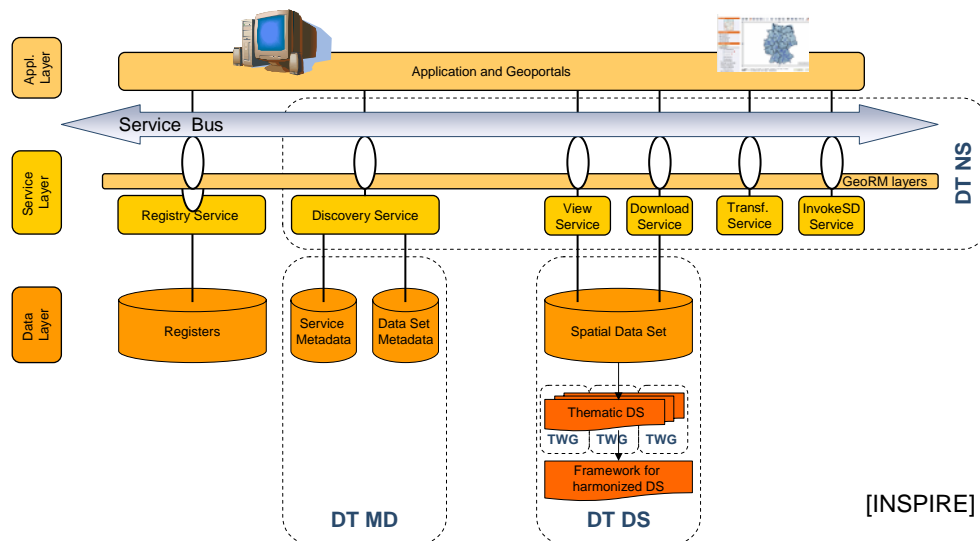 Appl.
Layer
Application and Geoportals
Service Bus
DT NS
Service
Layer
GeoRM layers
Registry Service
Discovery Service
View
Service
Download
Service
Transf.
Service
InvokeSD
Service
Data
Layer
Registers
Service
Metadata
Data Set
Metadata
Spatial Data Set
Thematic DS
TWG
TWG
TWG
Framework for
harmonized DS
DT MD
DT DS
[INSPIRE]